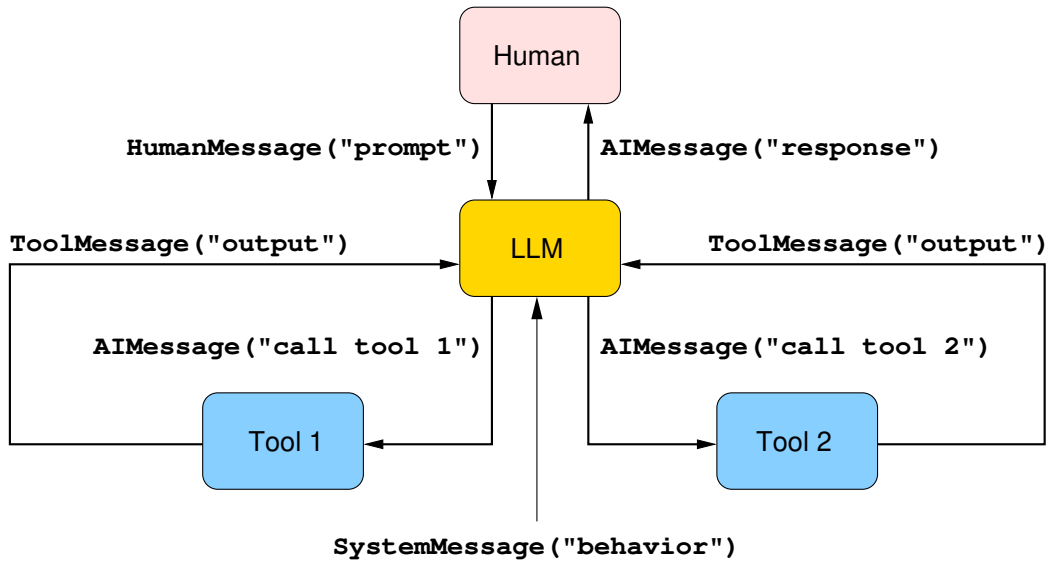 Human
HumanMessage("prompt")
AIMessage("response")
ToolMessage("output")
LLM
ToolMessage("output")
AIMessage("call tool 1")
AIMessage("call tool 2")
Tool 1
Tool 2
SystemMessage("behavior")